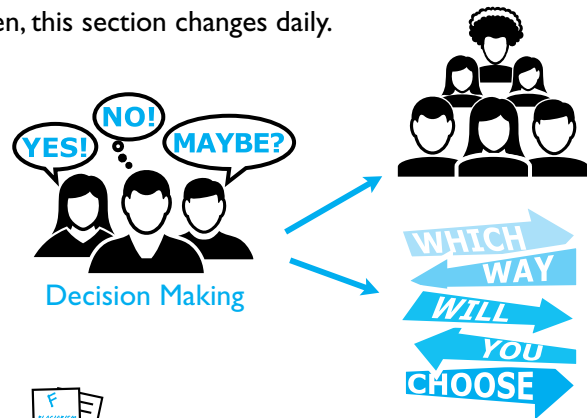 en, this section changes daily.
NO!
YES!
MAYBE?
WHICH
WAY
WILL
YOU
CHOOSE
Decision Making
F